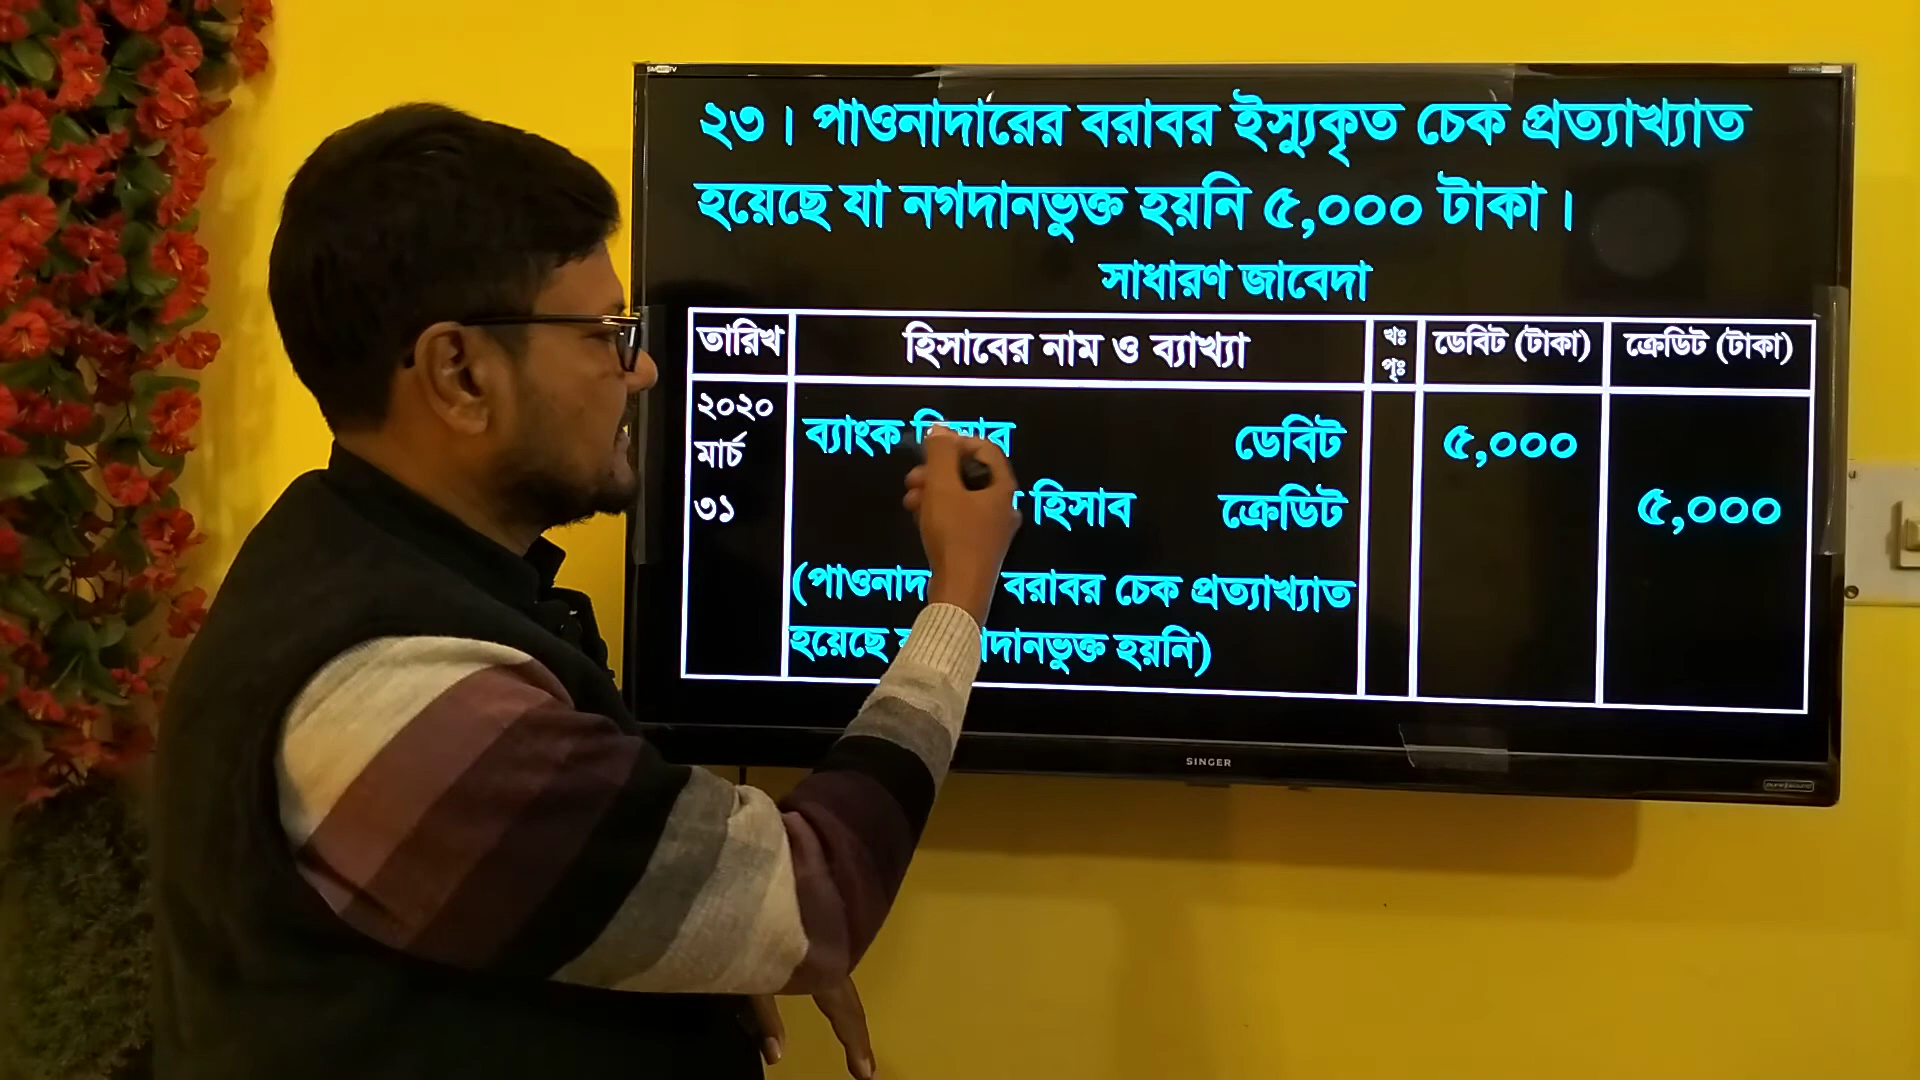 ২৩। পাওনাদারের বরাবর ইস্যুকৃত চেক প্রত্যাখ্যাত
হয়েছে যা নগদানভুক্ত হয়নি ৫,০০০ টাকা।
সাধারণ জাবেদা
তারিখ হিসাবের নাম ও ব্যাখ্যা খঃ পৃঃ ডেবিট (টাকা) ক্রেডিট (টাকা)
২০২০
মার্চ
৩১
ব্যাংক হিসাব ডেবিট ৫,০০০
হিসাব ক্রেডিট ৫,০০০
(পাওনাদ বরাবর চেক প্রত্যাখ্যাত
হয়েছে দানভুক্ত হয়নি)
SINGER